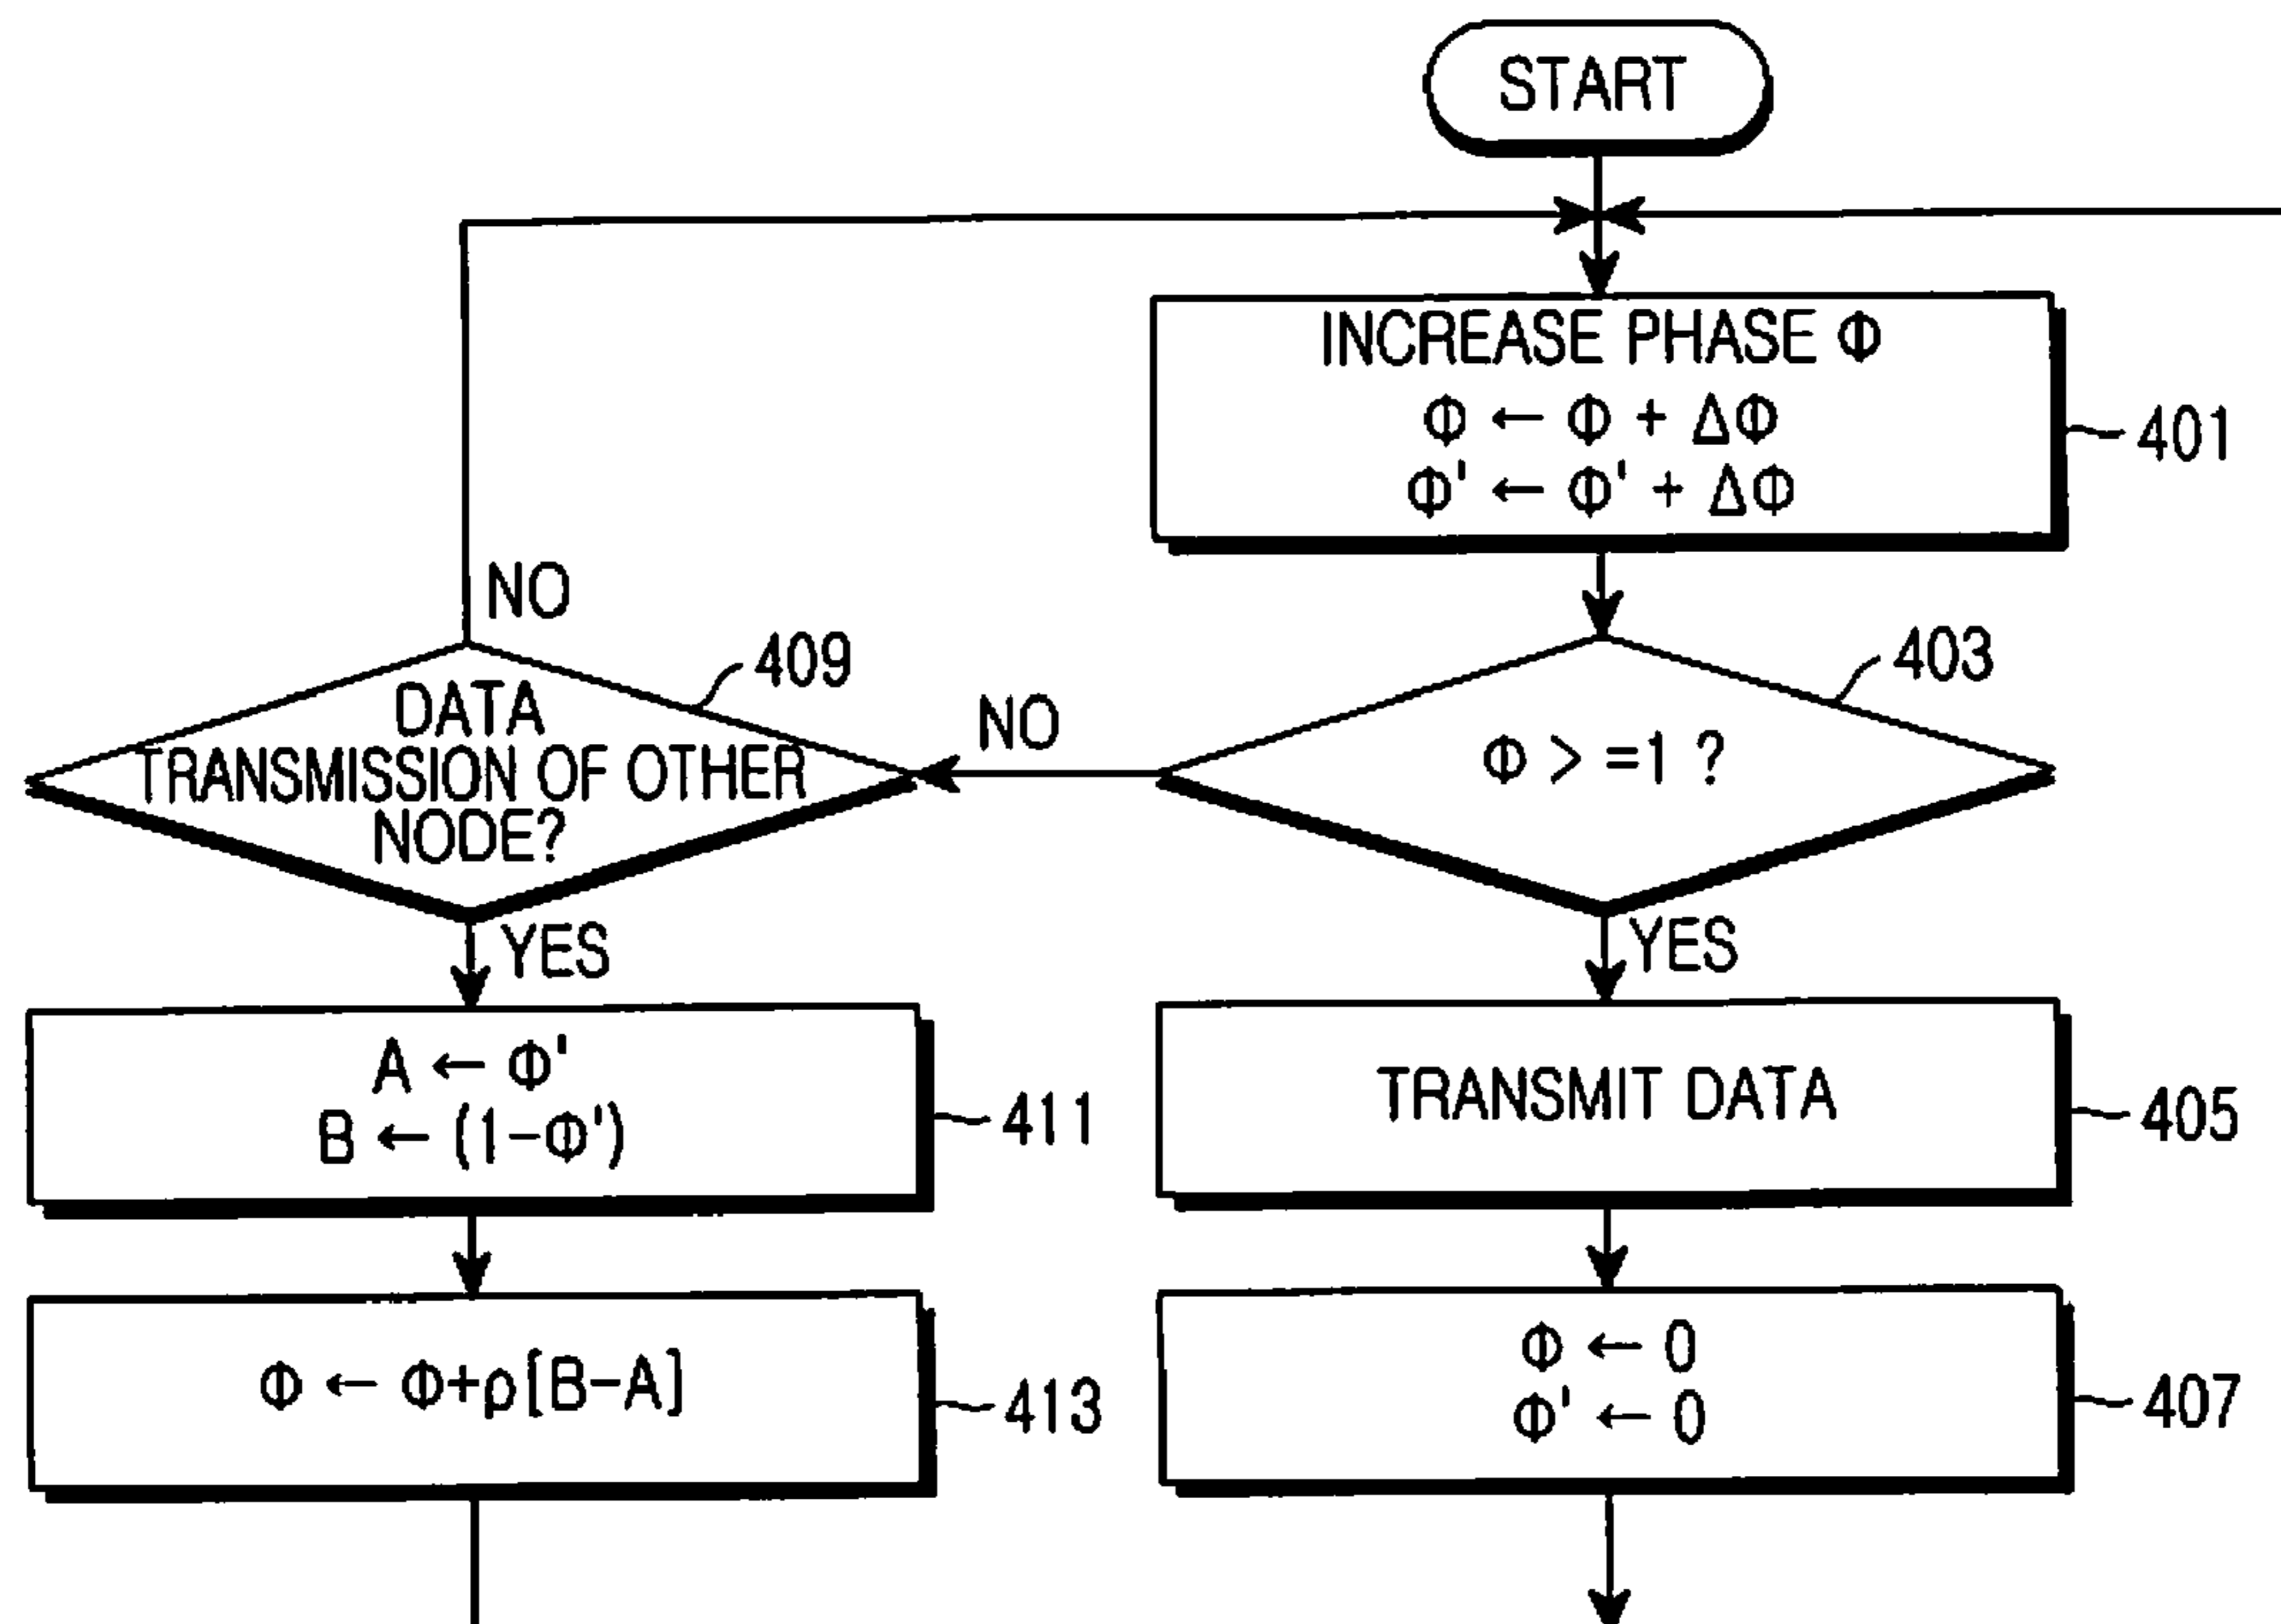 START
INCREASE PHASE Φ
Φ ← Φ + ΔΦ
Φ' ← Φ' + ΔΦ
401
Φ > =1 ?
403
NO
YES
DATA
TRANSMISSION OF OTHER
NODE?
409
NO
YES
A ← Φ'
B ← (1-Φ')
411
TRANSMIT DATA
405
Φ ← Φ+ρ[B-A]
413
Φ ← 0
Φ' ← 0
407